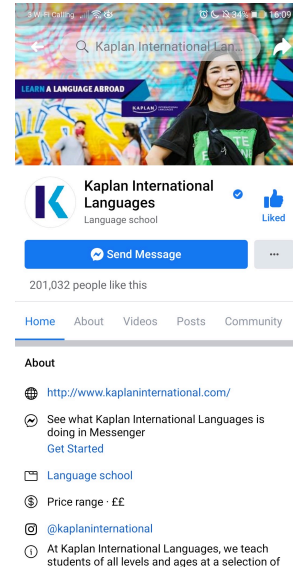 3 Wi-Fi Calling
34% 16:09
Kaplan International Lan...
LEARN A LANGUAGE ABROAD
KAPLAN INTERNATIONAL
Kaplan International
Languages
Language school
Liked
Send Message
201,032 people like this
Home About Videos Posts Community
About
http://www.kaplaninternational.com/
See what Kaplan International Languages is
doing in Messenger
Get Started
Language school
Price range · ££
@kaplaninternational
At Kaplan International Languages, we teach
students of all levels and ages at a selection of